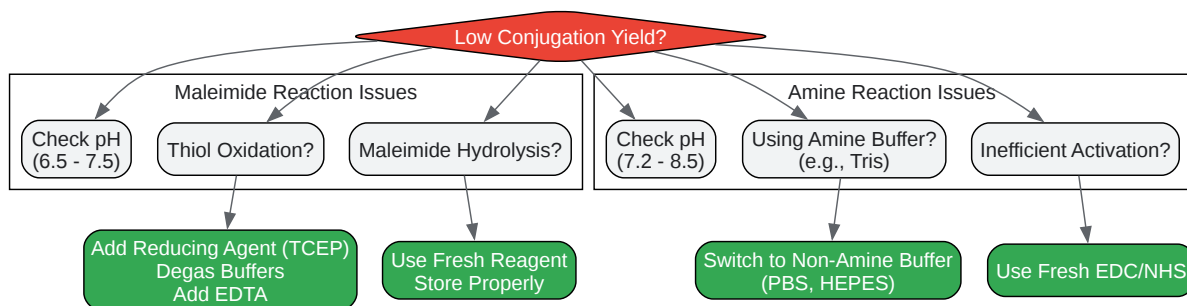 Low Conjugation Yield?
Maleimide Reaction Issues
Amine Reaction Issues
Check pH
(6.5 - 7.5)
Thiol Oxidation?
Maleimide Hydrolysis?
Check pH
(7.2 - 8.5)
Using Amine Buffer?
(e.g., Tris)
Inefficient Activation?
Add Reducing Agent (TCEP)
Degas Buffers
Add EDTA
Use Fresh Reagent
Store Properly
Switch to Non-Amine Buffer
(PBS, HEPES)
Use Fresh EDC/NHS